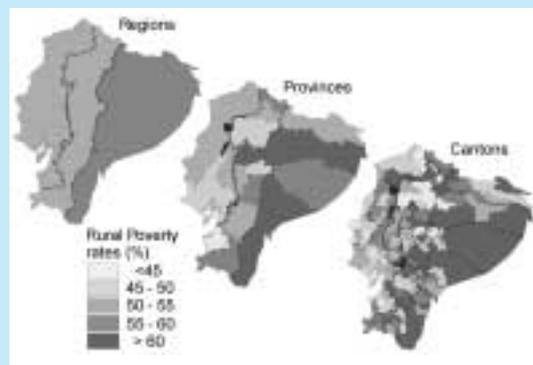 Regions
Provinces
Cantons
Rural Poverty
rates (%)
<45
45 - 50
50 - 55
55 - 60
> 60